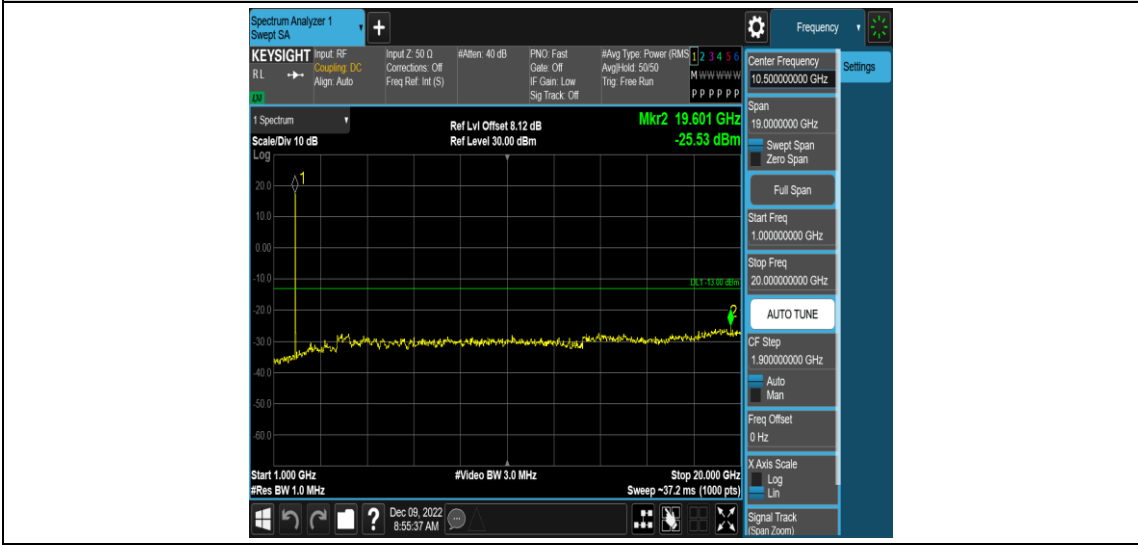 Spectrum Analyzer 1
Swept SA
+
Frequency
KEYSIGHT
RL
LM
Input: RF
Coupling: DC
Align: Auto
Input Z: 50 Ω
Corrections: Off
Freq Ref: Int (S)
#Atten: 40 dB
PNO: Fast
Gate: Off
IF Gain: Low
Sig Track: Off
#Avg Type: Power (RMS
Avg|Hold: 50/50
Trig: Free Run
1 2 3 4 5 6
M W W W W W
P P P P P P
1 Spectrum
Scale/Div 10 dB
Ref Lvl Offset 8.12 dB
Ref Level 30.00 dBm
Mkr2 19.601 GHz
-25.53 dBm
Log
1
20.0
10.0
0.00
-10.0
DL1 -13.00 dBm
-20.0
2
-30.0
-40.0
-50.0
-60.0
Start 1.000 GHz
#Video BW 3.0 MHz
Stop 20.000 GHz
#Res BW 1.0 MHz
Sweep ~37.2 ms (1000 pts)
?
Dec 09, 2022
8:55:37 AM
Center Frequency
10.500000000 GHz
Settings
Span
19.0000000 GHz
Swept Span
Zero Span
Full Span
Start Freq
1.000000000 GHz
Stop Freq
20.000000000 GHz
AUTO TUNE
CF Step
1.900000000 GHz
Auto
Man
Freq Offset
0 Hz
X Axis Scale
Log
Lin
Signal Track
(Span Zoom)